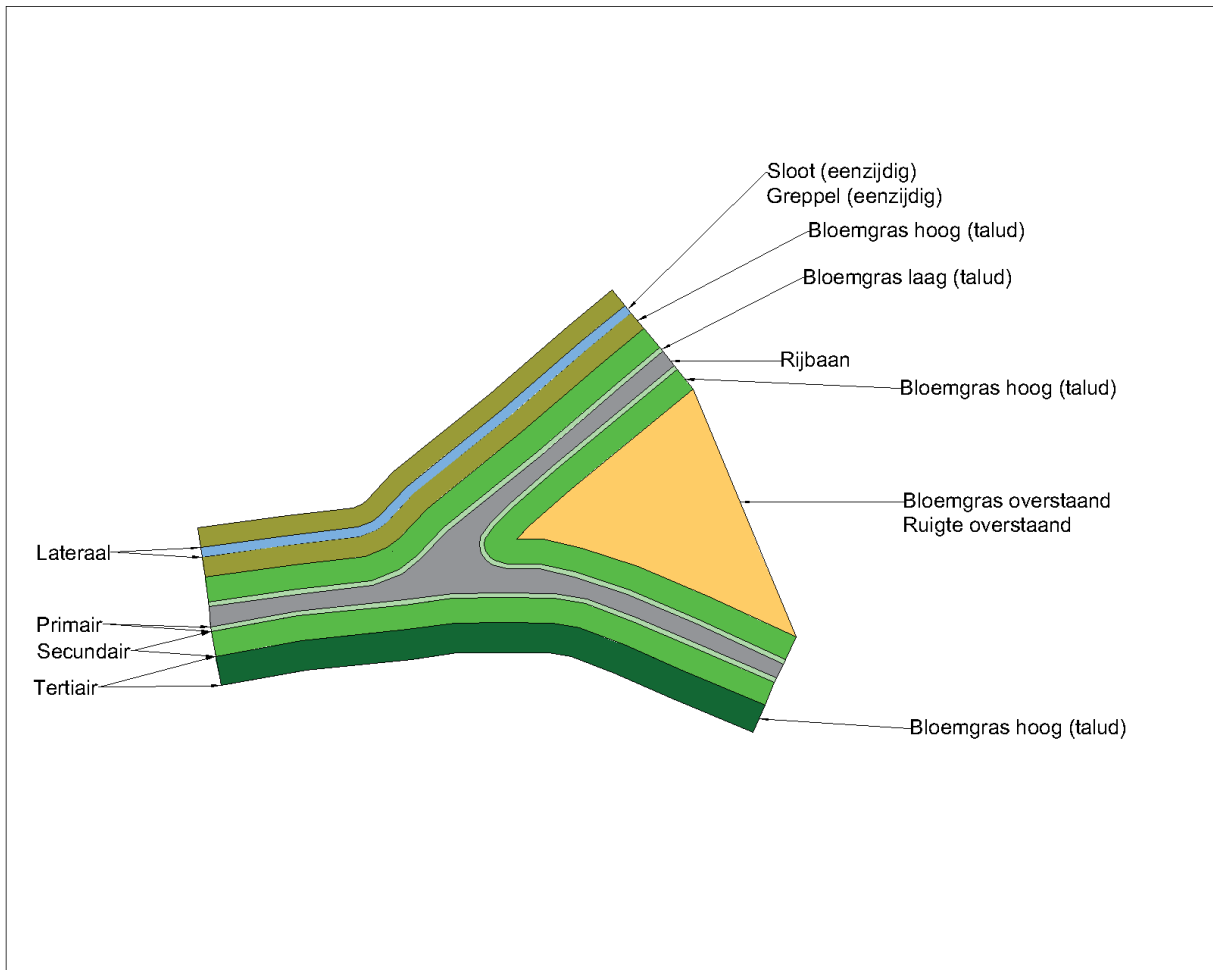 Sloot (eenzijdig)
Greppel (eenzijdig)
Bloemgras hoog (talud)
Bloemgras laag (talud)
Rijbaan
Bloemgras hoog (talud)
Bloemgras overstaand
Ruigte overstaand
Lateraal
Primair
Secundair
Tertiair
Bloemgras hoog (talud)